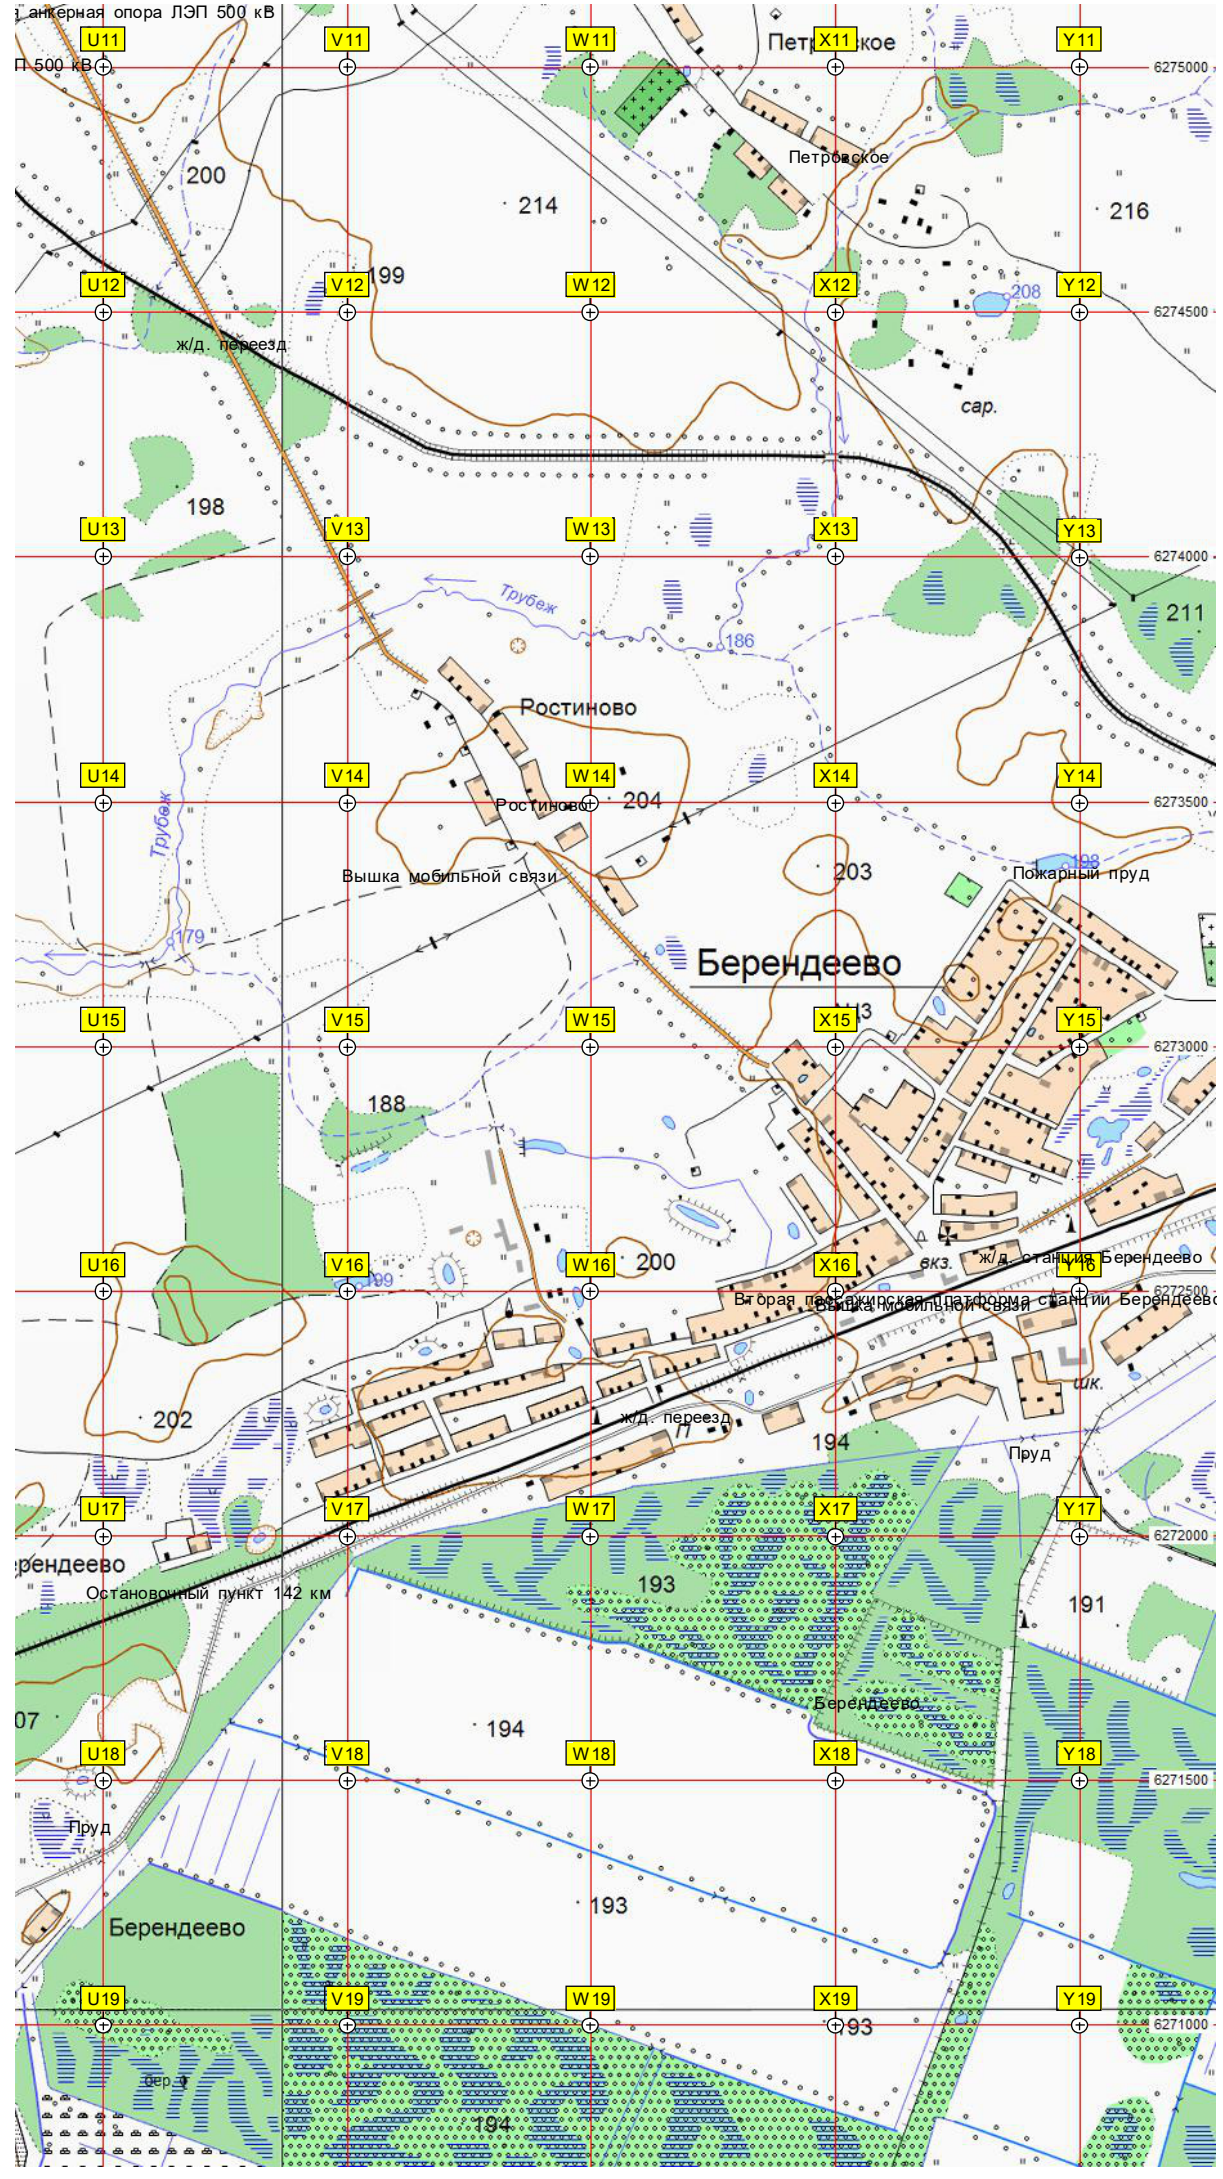 анкерная опора ЛЭП 500 кВ
U11
V11
W11
Петровское
X11
Y11
П 500 кВ
6275000
Петровское
200
214
216
199
U12
V12
W12
X12
208
Y12
6274500
ж/д. переезд
сар.
198
U13
V13
W13
X13
Y13
6274000
Трубеж
186
211
Ростиново
U14
V14
W14
X14
Y14
Ростиново
204
6273500
Трубеж
Вышка мобильной связи
203
198
Пожарный пруд
179
Берендеево
U15
V15
W15
X15
Y15
6273000
188
вкз.
ж/д. станция Берендеево
U16
V16
199
W16
200
X16
Y16
6272500
Вторая пассажирская платформа станции Берендеево
Вышка мобильной связи
шк.
202
ж/д. переезд
П
194
Пруд
U17
V17
W17
X17
Y17
6272000
рендеево
Остановочный пункт 142 км
193
191
Берендеево
07
194
U18
V18
W18
X18
Y18
6271500
Пруд
193
Берендеево
U19
V19
W19
X19
Y19
193
6271000
бер.
194